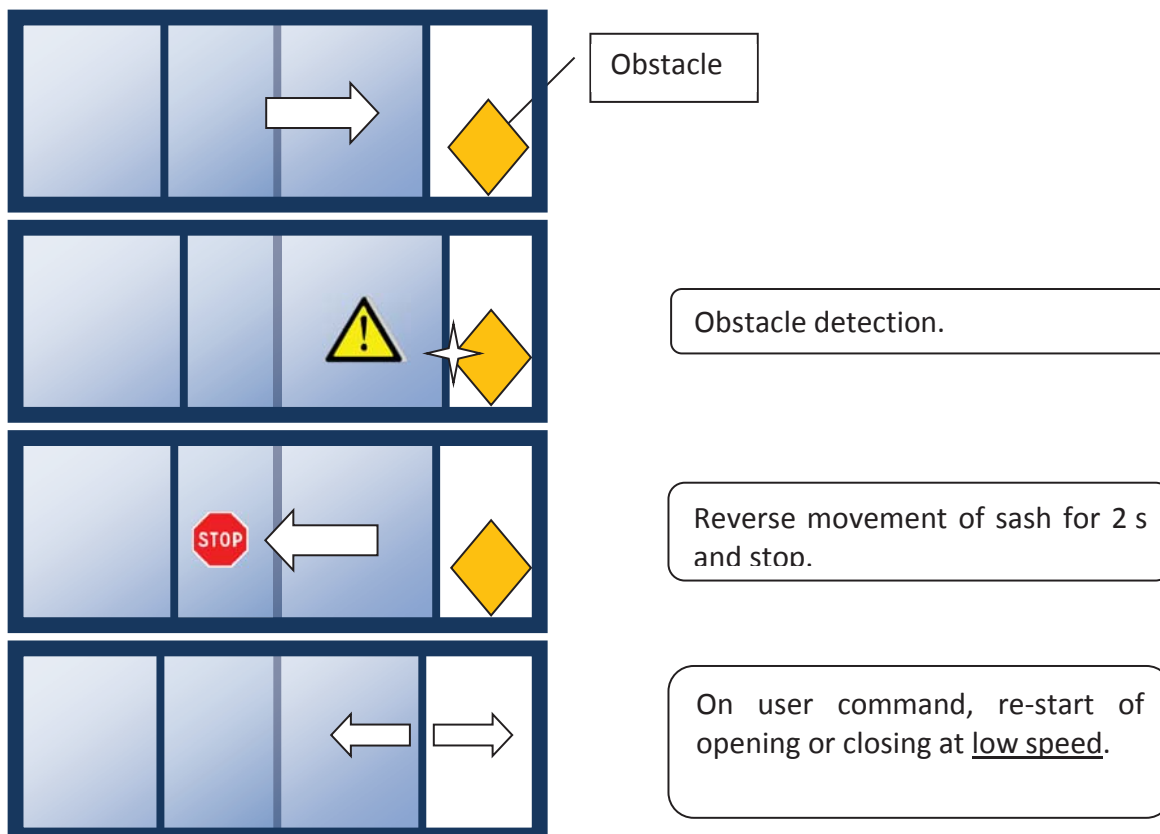 Obstacle
Obstacle detection.
STOP
Reverse movement of sash for 2 s
and stop.
On user command, re-start of
opening or closing at low speed.